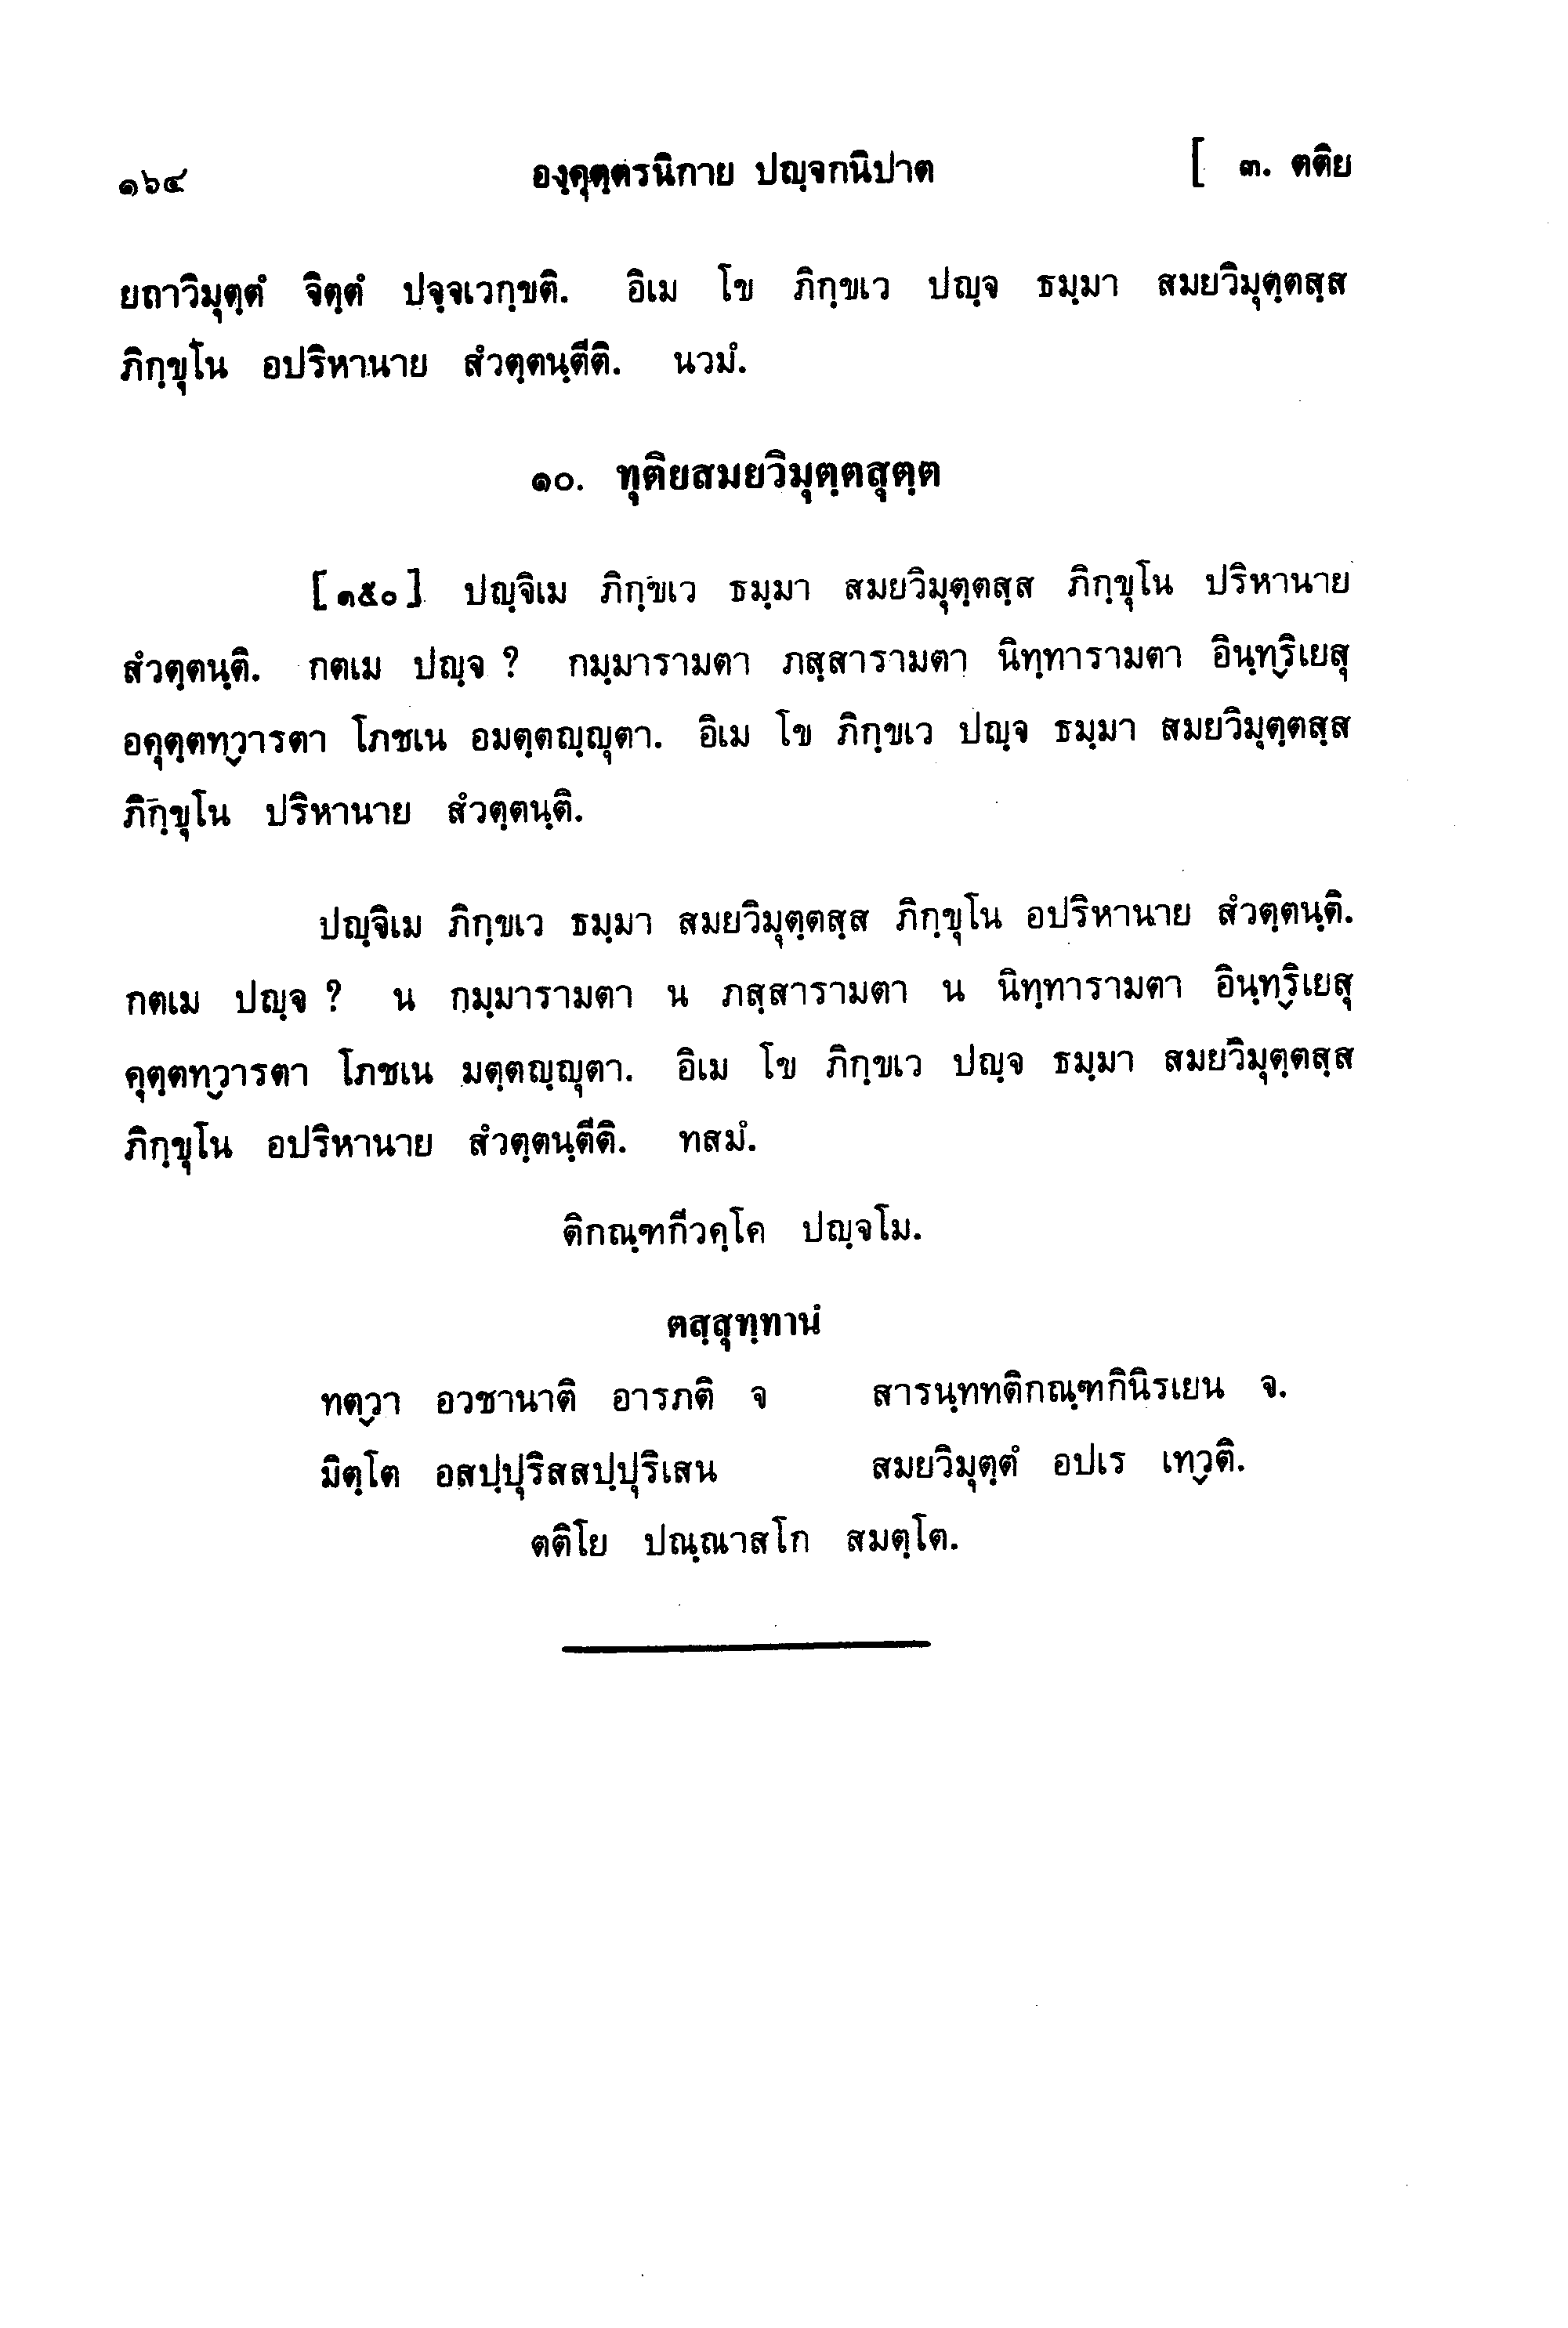 ๑๖๔ องฺคุตฺตรนิกาย ปญฺจกนิปาต [ ๓. ตติย
ยถาวิมุตฺตํ จิตฺตํ ปจฺจเวกฺขติ. อิเม โข ภิกฺขเว ปญฺจ ธมฺมา สมยวิมุตฺตสฺส
ภิกฺขุโน อปริหานาย สํวตฺตนฺตีติ. นวมํ.
๑๐. ทุติยสมยวิมุตฺตสุตฺต
[๑๕๐] ปญฺจิเม ภิกฺขเว ธมฺมา สมยวิมุตฺตสฺส ภิกฺขุโน ปริหานาย
สํวตฺตนฺติ. กตเม ปญฺจ ? กมฺมารามตา ภสฺสารามตา นิทฺทารามตา อินฺทฺริเยสุ
อคุตฺตทฺวารตา โภชเน อมตฺตญฺญุตา. อิเม โข ภิกฺขเว ปญฺจ ธมฺมา สมยวิมุตฺตสฺส
ภิกฺขุโน ปริหานาย สํวตฺตนฺติ.
ปญฺจิเม ภิกฺขเว ธมฺมา สมยวิมุตฺตสฺส ภิกฺขุโน อปริหานาย สํวตฺตนฺติ.
กตเม ปญฺจ ? น กมฺมารามตา น ภสฺสารามตา น นิทฺทารามตา อินฺทฺริเยสุ
คุตฺตทฺวารตา โภชเน มตฺตญฺญุตา. อิเม โข ภิกฺขเว ปญฺจ ธมฺมา สมยวิมุตฺตสฺส
ภิกฺขุโน อปริหานาย สํวตฺตนฺตีติ. ทสมํ.
ติกณฺฑกีวคฺโค ปญฺจโม.
ตสฺสุทฺทานํ
ทตฺวา อวชานาติ อารภติ จ สารนฺททติกณฺฑกินิรเยน จ.
มิตฺโต อสปฺปุริสสปฺปุริเสน สมยวิมุตฺตํ อปเร เทฺวติ.
ตติโย ปณฺณาสโก สมตฺโต.